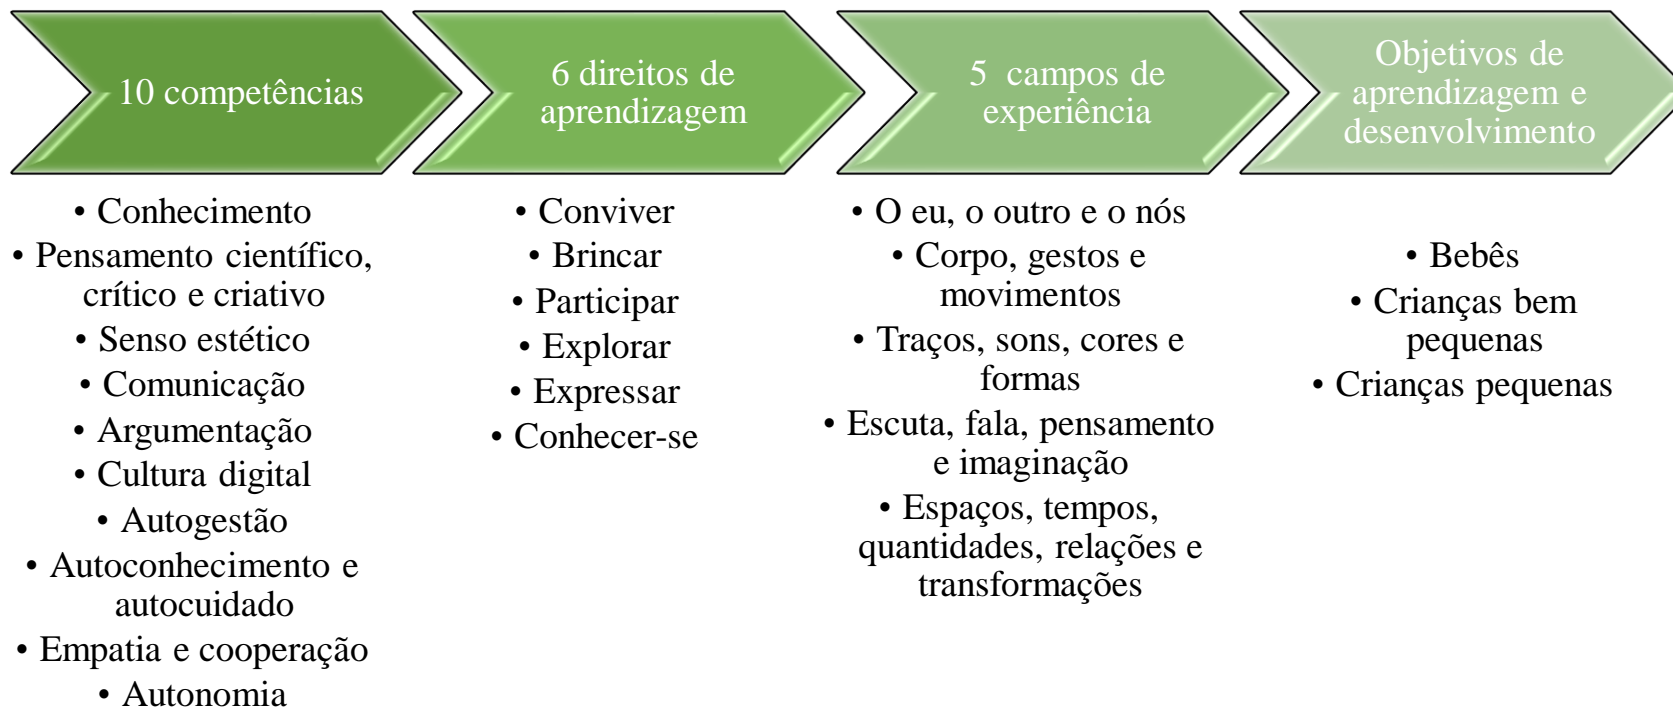 10 competências
6 direitos de
aprendizagem
5 campos de
experiência
Objetivos de
aprendizagem e
desenvolvimento
• Conhecimento
• Pensamento científico,
crítico e criativo
• Senso estético
• Comunicação
• Argumentação
• Cultura digital
• Autogestão
• Autoconhecimento e
autocuidado
• Empatia e cooperação
• Autonomia
• Conviver
• Brincar
• Participar
• Explorar
• Expressar
• Conhecer-se
• O eu, o outro e o nós
• Corpo, gestos e
movimentos
• Traços, sons, cores e
formas
• Escuta, fala, pensamento
e imaginação
• Espaços, tempos,
quantidades, relações e
transformações
• Bebês
• Crianças bem
pequenas
• Crianças pequenas